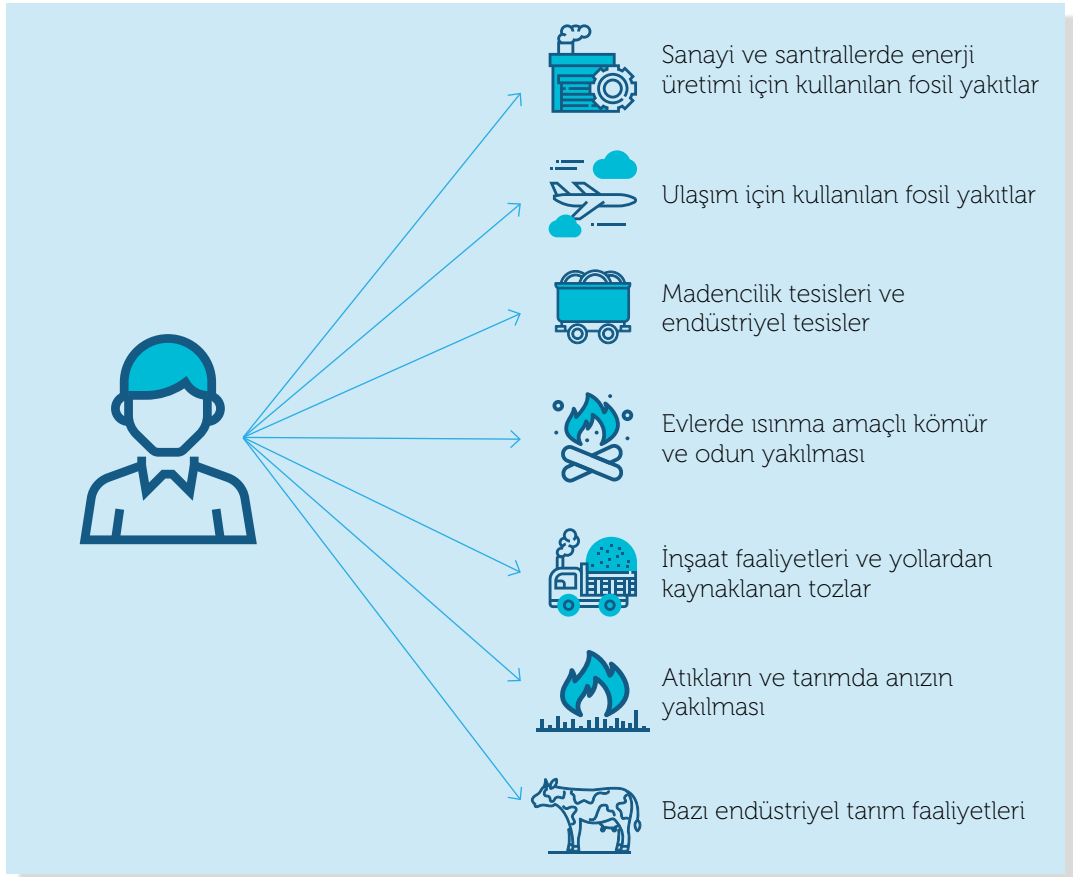 Sanayi ve santrallerde enerji
üretimi için kullanılan fosil yakıtlar
Ulaşım için kullanılan fosil yakıtlar
Madencilik tesisleri ve
endüstriyel tesisler
Evlerde ısınma amaçlı kömür
ve odun yakılması
İnşaat faaliyetleri ve yollardan
kaynaklanan tozlar
Atıkların ve tarımda anızın
yakılması
Bazı endüstriyel tarım faaliyetleri